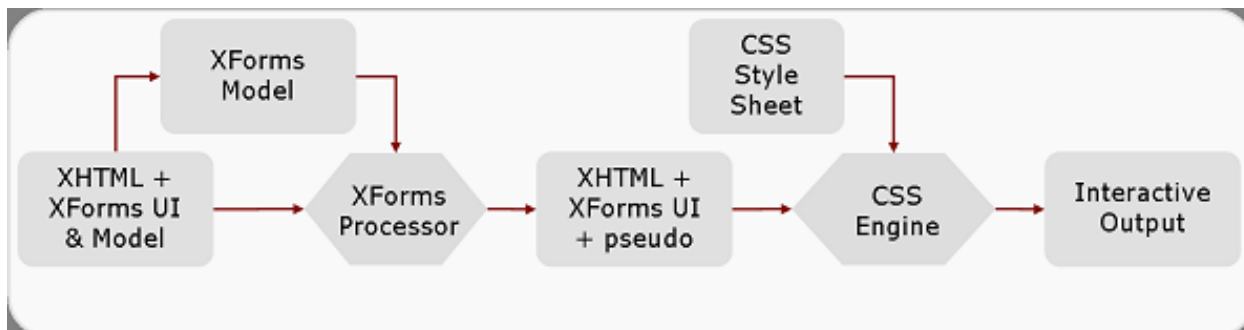 XForms
Model
CSS
Style
Sheet
XHTML +
XForms UI
& Model
XForms
Processor
XHTML +
XForms UI
+ pseudo
CSS
Engine
Interactive
Output